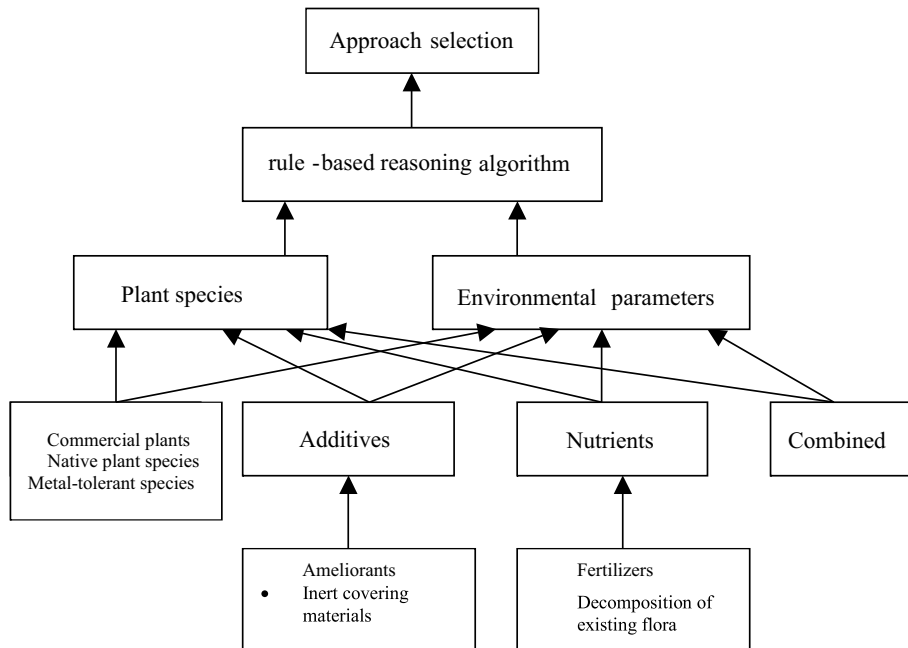 Approach selection
rule -based reasoning algorithm
Plant species
Environmental parameters
Commercial plants
Native plant species
Metal-tolerant species
Additives
Nutrients
Combined
Ameliorants
• Inert covering
materials
Fertilizers
Decomposition of
existing flora